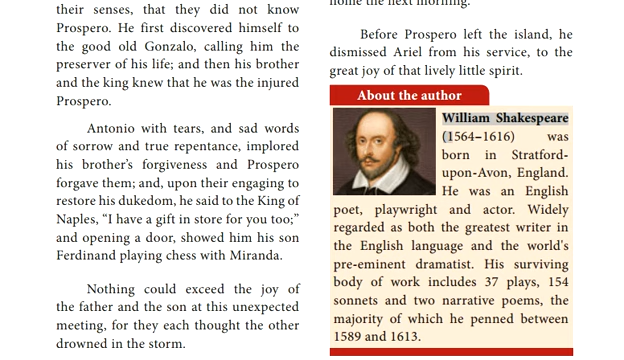 their senses, that they did not know
Prospero. He first discovered himself to
the good old Gonzalo, calling him the
preserver of his life; and then his brother
and the king knew that he was the injured
Prospero.
Antonio with tears, and sad words
of sorrow and true repentance, implored
his brother's forgiveness and Prospero
forgave them; and, upon their engaging to
restore his dukedom, he said to the King of
Naples, “I have a gift in store for you too;”
and opening a door, showed him his son
Ferdinand playing chess with Miranda.
Nothing could exceed the joy of
the father and the son at this unexpected
meeting, for they each thought the other
drowned in the storm.
home the next morning.
Before Prospero left the island, he
dismissed Ariel from his service, to the
great joy of that lively little spirit.
About the author
William Shakespeare
(1564–1616) was
born in Stratford-
upon-Avon, England.
He was an English
poet, playwright and actor. Widely
regarded as both the greatest writer in
the English language and the world's
pre-eminent dramatist. His surviving
body of work includes 37 plays, 154
sonnets and two narrative poems, the
majority of which he penned between
1589 and 1613.